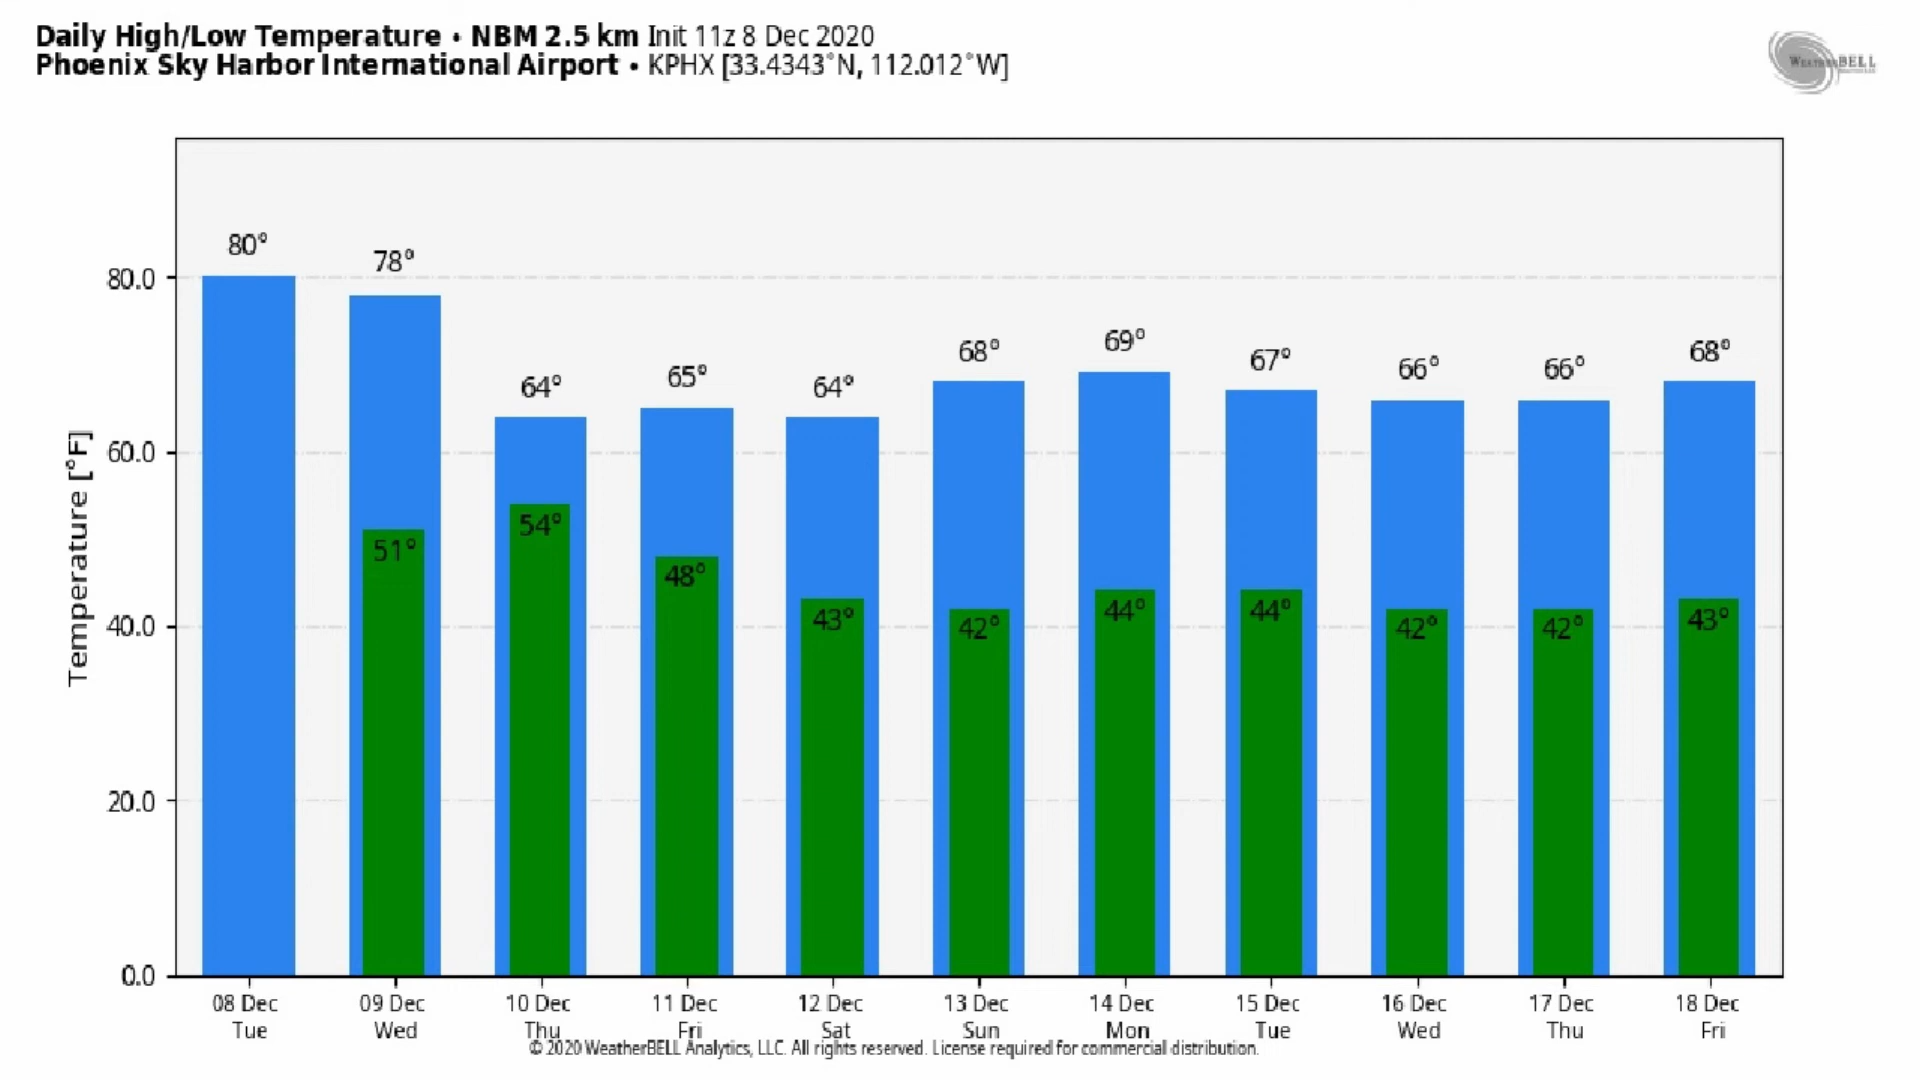 Daily High/Low Temperature • NBM 2.5 km Init 11z 8 Dec 2020
Phoenix Sky Harbor International Airport • KPHX [33.4343°N, 112.012°W]
WEATHERBELL
80° 78° 64° 65° 64° 68° 69° 67° 66° 66° 68°
51° 54° 48° 43° 42° 44° 44° 42° 42° 43°
Temperature [°F]
80.0
60.0
40.0
20.0
0.0
08 Dec 09 Dec 10 Dec 11 Dec 12 Dec 13 Dec 14 Dec 15 Dec 16 Dec 17 Dec 18 Dec
Tue Wed Thu Fri Sat Sun Mon Tue Wed Thu Fri
© 2020 WeatherBELL Analytics, LLC. All rights reserved. License required for commercial distribution.